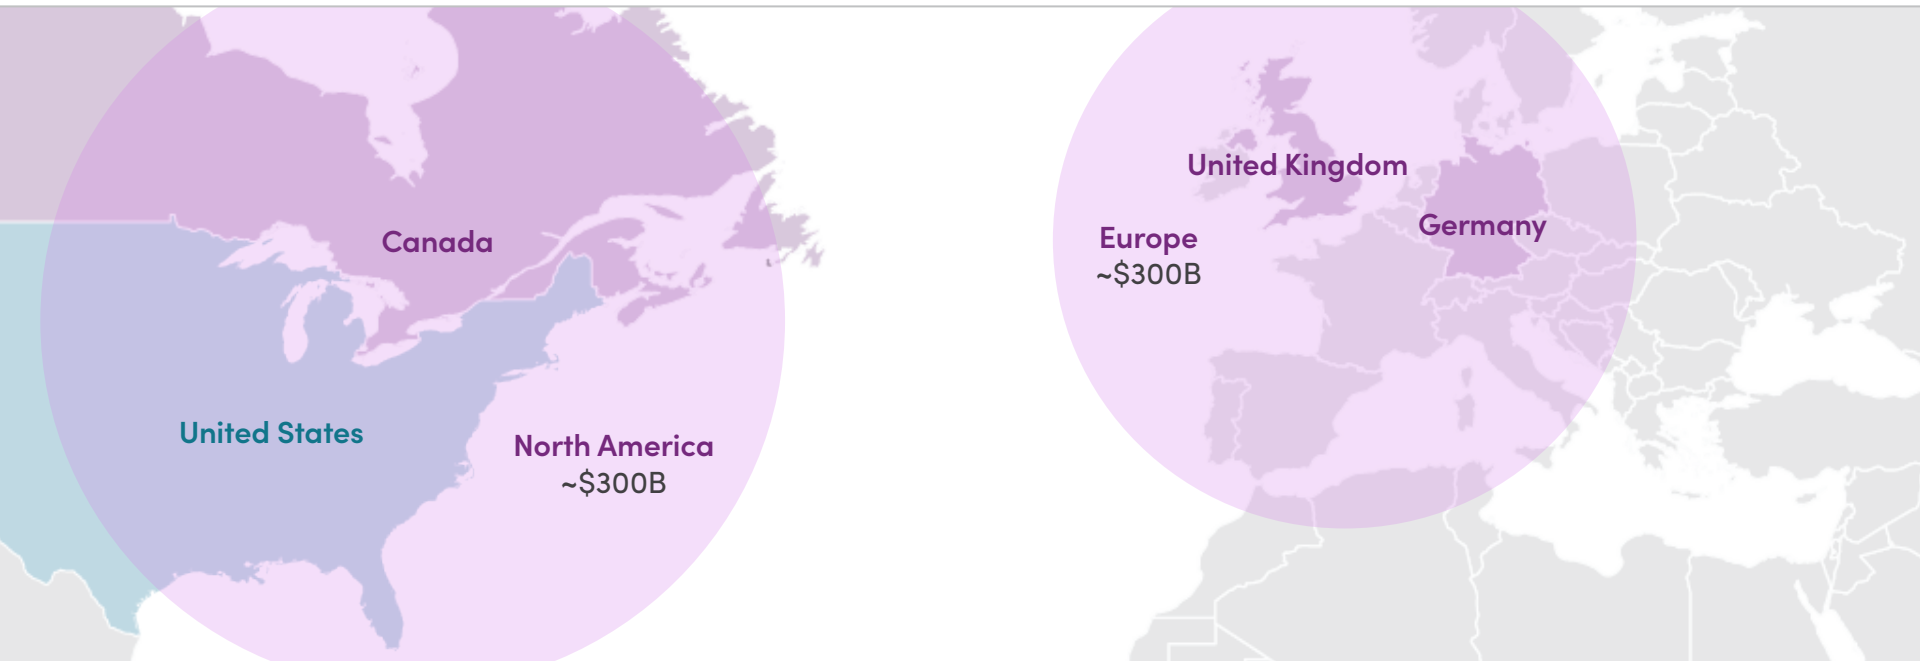 Canada
United States
North America
~$300B
United Kingdom
Germany
Europe
~$300B